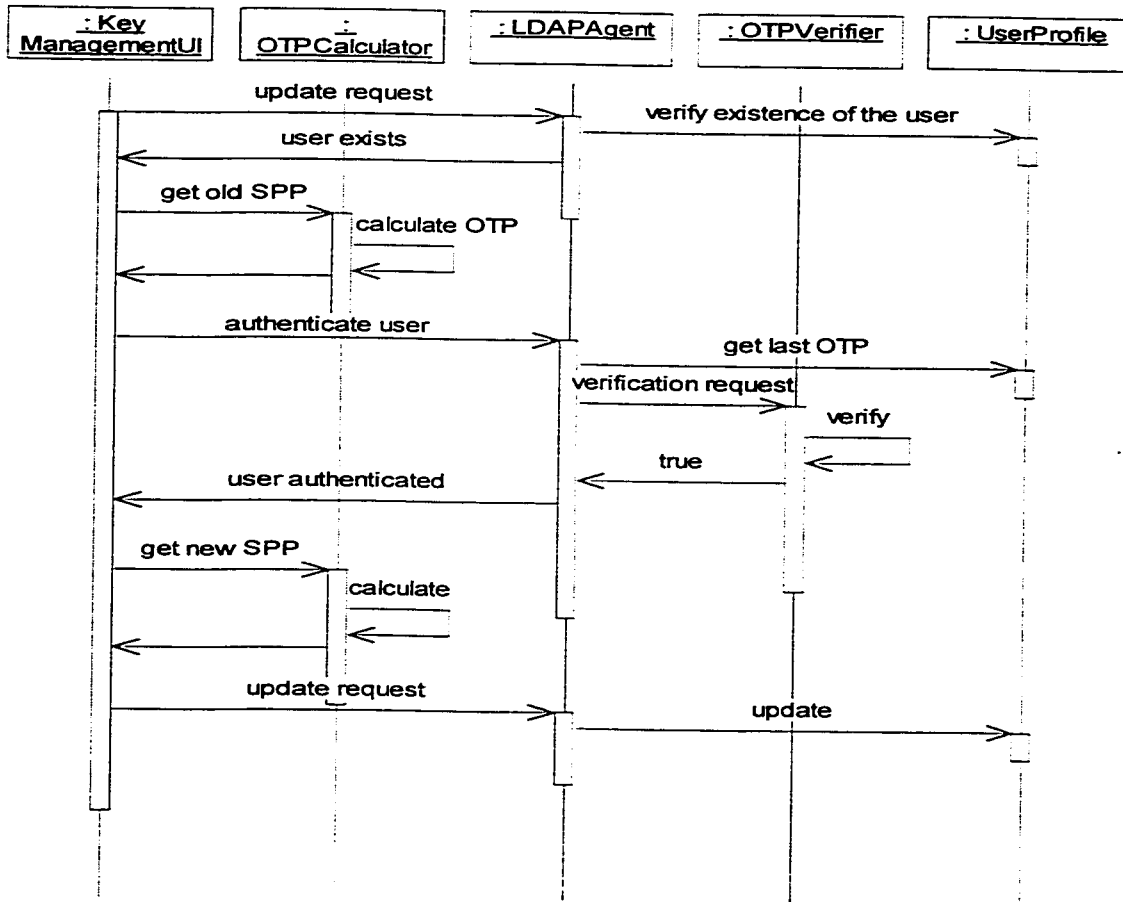 : Key
ManagementUI
:
OTPCalculator
: LDAPAgent
: OTPVerifier
: UserProfile
update request
verify existence of the user
user exists
get old SPP
calculate OTP
authenticate user
get last OTP
verification request
verify
true
user authenticated
get new SPP
calculate
update request
update